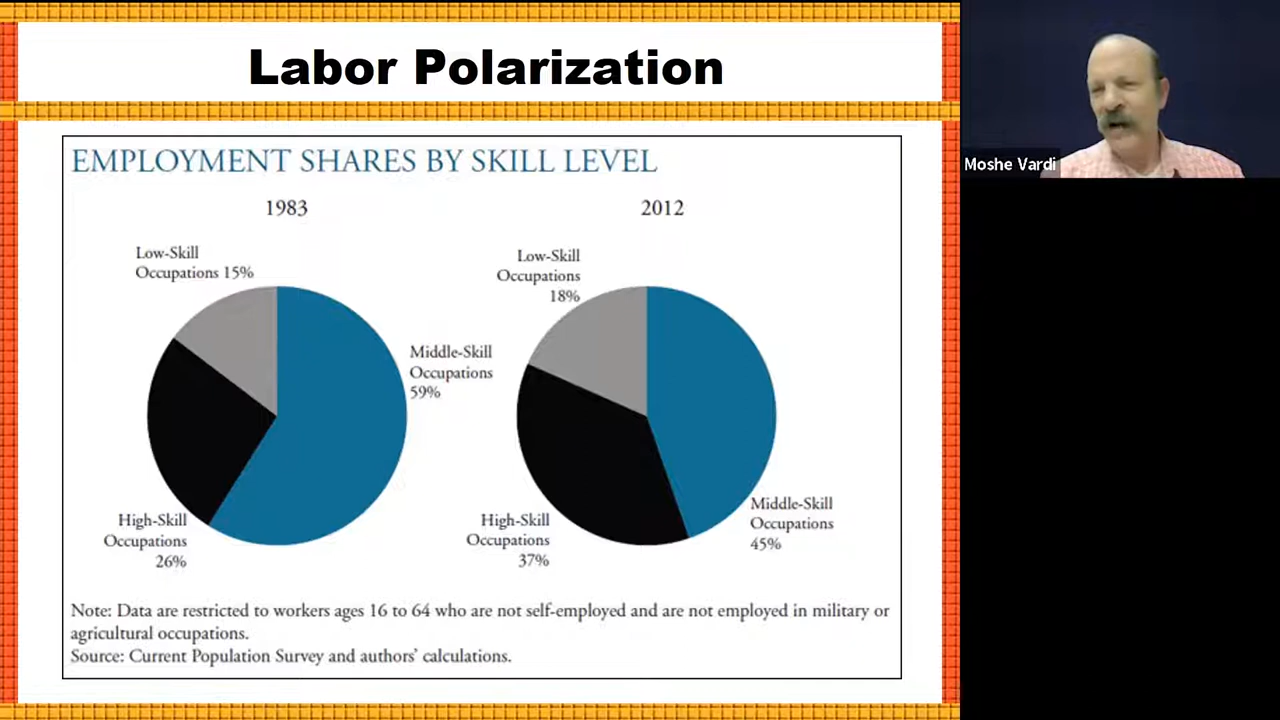 Labor Polarization
Moshe Vardi
EMPLOYMENT SHARES BY SKILL LEVEL
1983
2012
Low-Skill
Occupations 15%
Middle-Skill
Occupations
59%
High-Skill
Occupations
26%
Low-Skill
Occupations
18%
Middle-Skill
Occupations
45%
High-Skill
Occupations
37%
Note: Data are restricted to workers ages 16 to 64 who are not self-employed and are not employed in military or
agricultural occupations.
Source: Current Population Survey and authors' calculations.